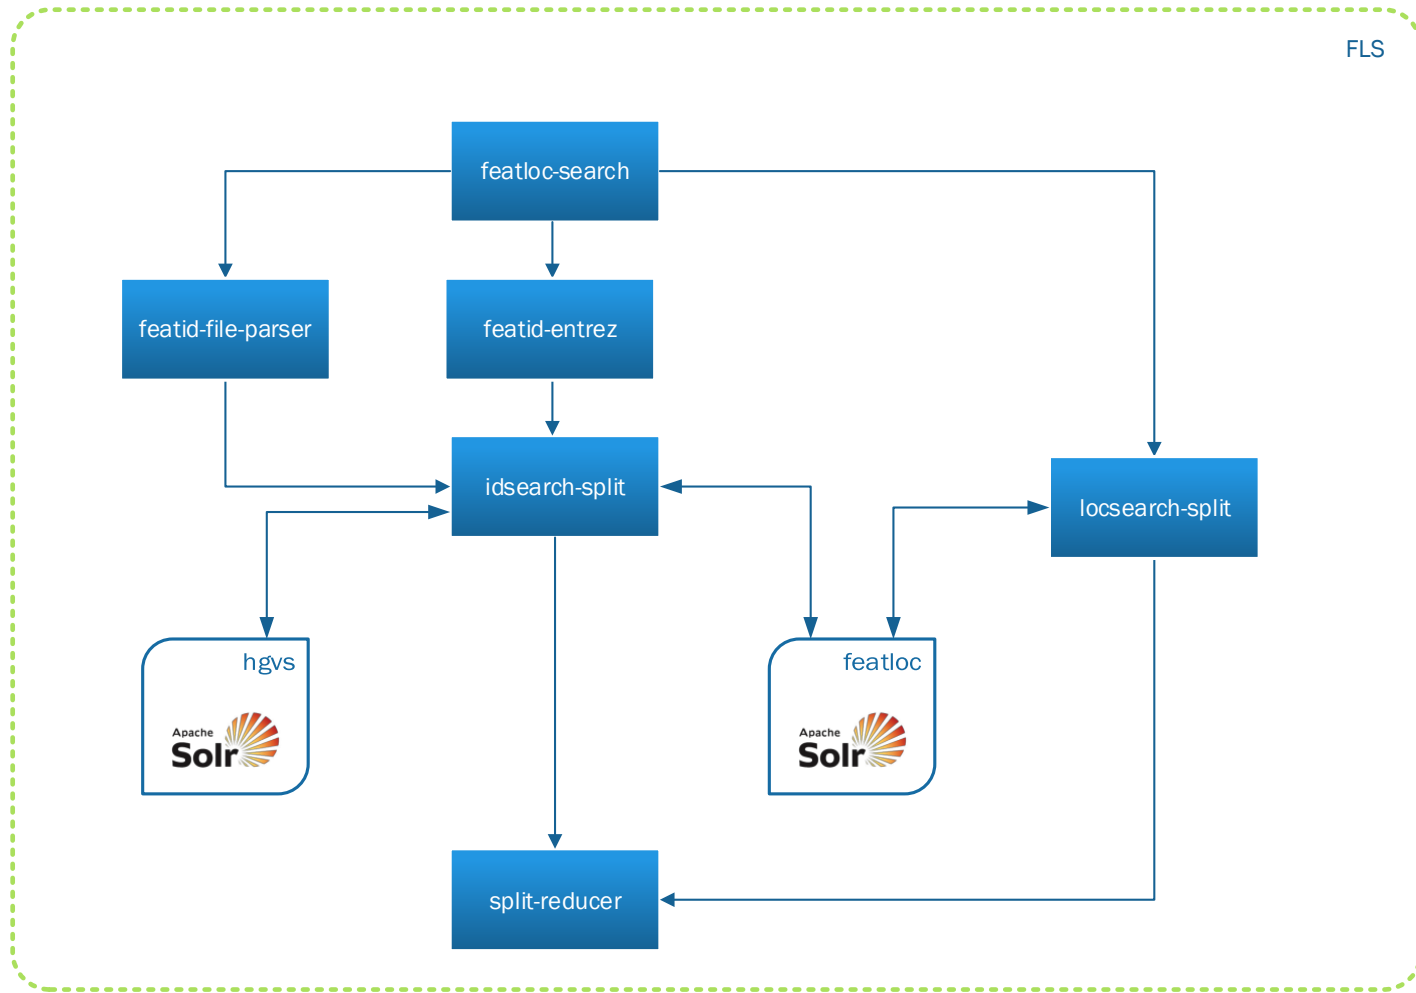 FLS
featloc-search
featid-file-parser
featid-entrez
idsearch-split
locsearch-split
hgvs
Apache
Solr
featloc
Apache
Solr
split-reducer